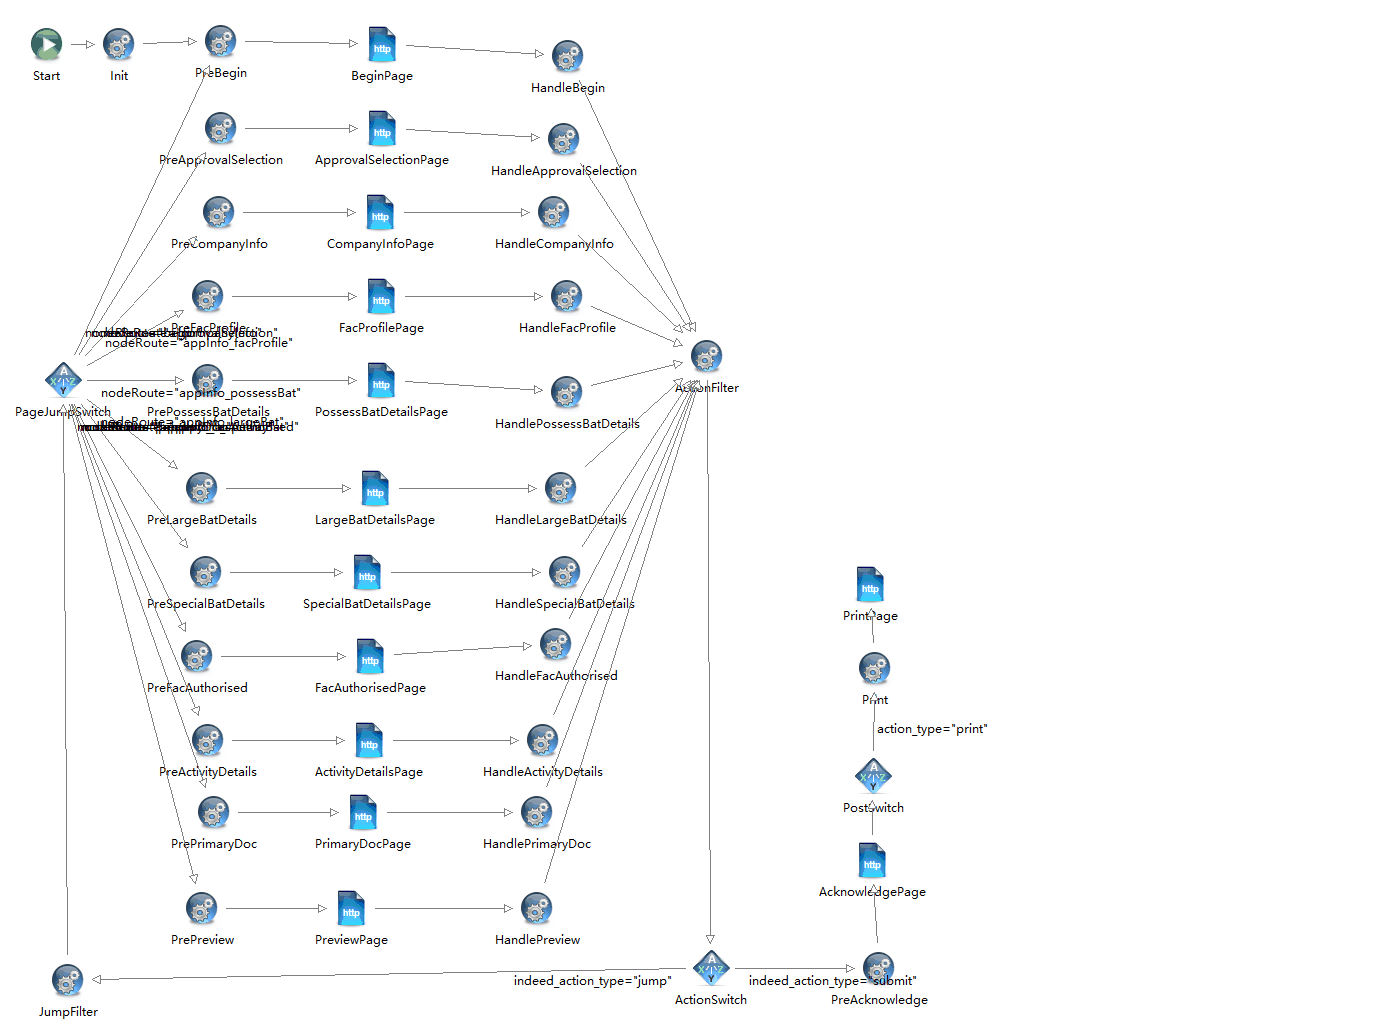 Start
Init
PreBegin
http
BeginPage
HandleBegin
PreApprovalSelection
http
ApprovalSelectionPage
HandleApprovalSelection
PreCompanyInfo
http
CompanyInfoPage
HandleCompanyInfo
PreFacProfile
http
FacProfilePage
HandleFacProfile
nodeRoute="appInfo_facProfile"
A
X
Z
Y
PageJumpSwitch
nodeRoute="appInfo_possessBat"
PrePossessBatDetails
http
PossessBatDetailsPage
HandlePossessBatDetails
ActionFilter
nodeRoute="appInfo_largeBat"
PreLargeBatDetails
http
LargeBatDetailsPage
HandleLargeBatDetails
PreSpecialBatDetails
http
SpecialBatDetailsPage
HandleSpecialBatDetails
http
PrintPage
PreFacAuthorised
http
FacAuthorisedPage
HandleFacAuthorised
Print
action_type="print"
PreActivityDetails
http
ActivityDetailsPage
HandleActivityDetails
A
X
Z
Y
PostSwitch
PrePrimaryDoc
http
PrimaryDocPage
HandlePrimaryDoc
http
AcknowledgePage
PrePreview
http
PreviewPage
HandlePreview
JumpFilter
indeed_action_type="jump"
A
X
Z
Y
ActionSwitch
indeed_action_type="submit"
PreAcknowledge